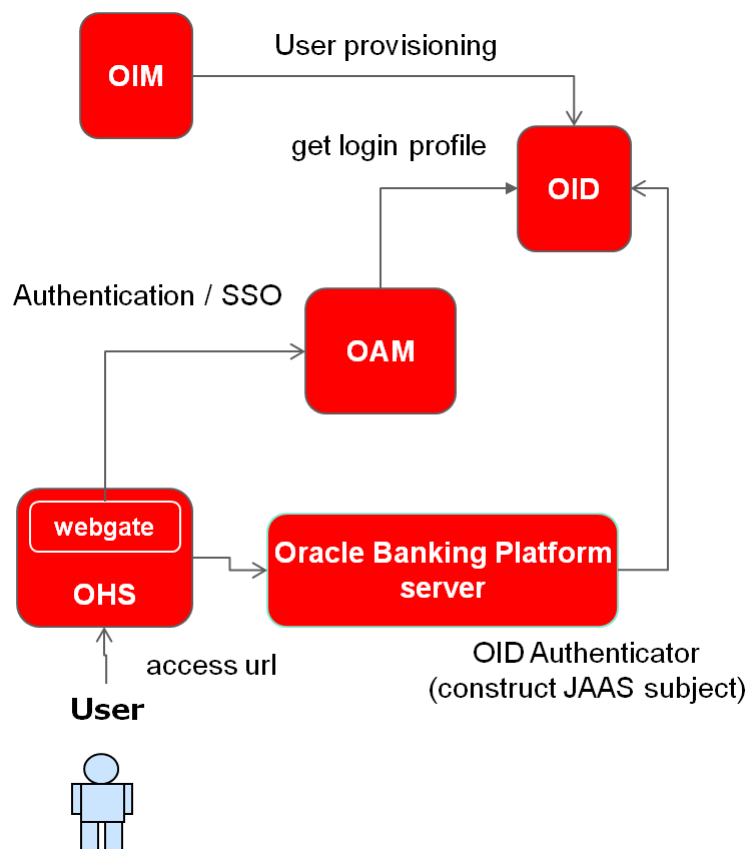 User provisioning
OIM
get login profile
OID
Authentication / SSO
OAM
webgate
OHS
Oracle Banking Platform
server
access url
OID Authenticator
(construct JAAS subject)
User